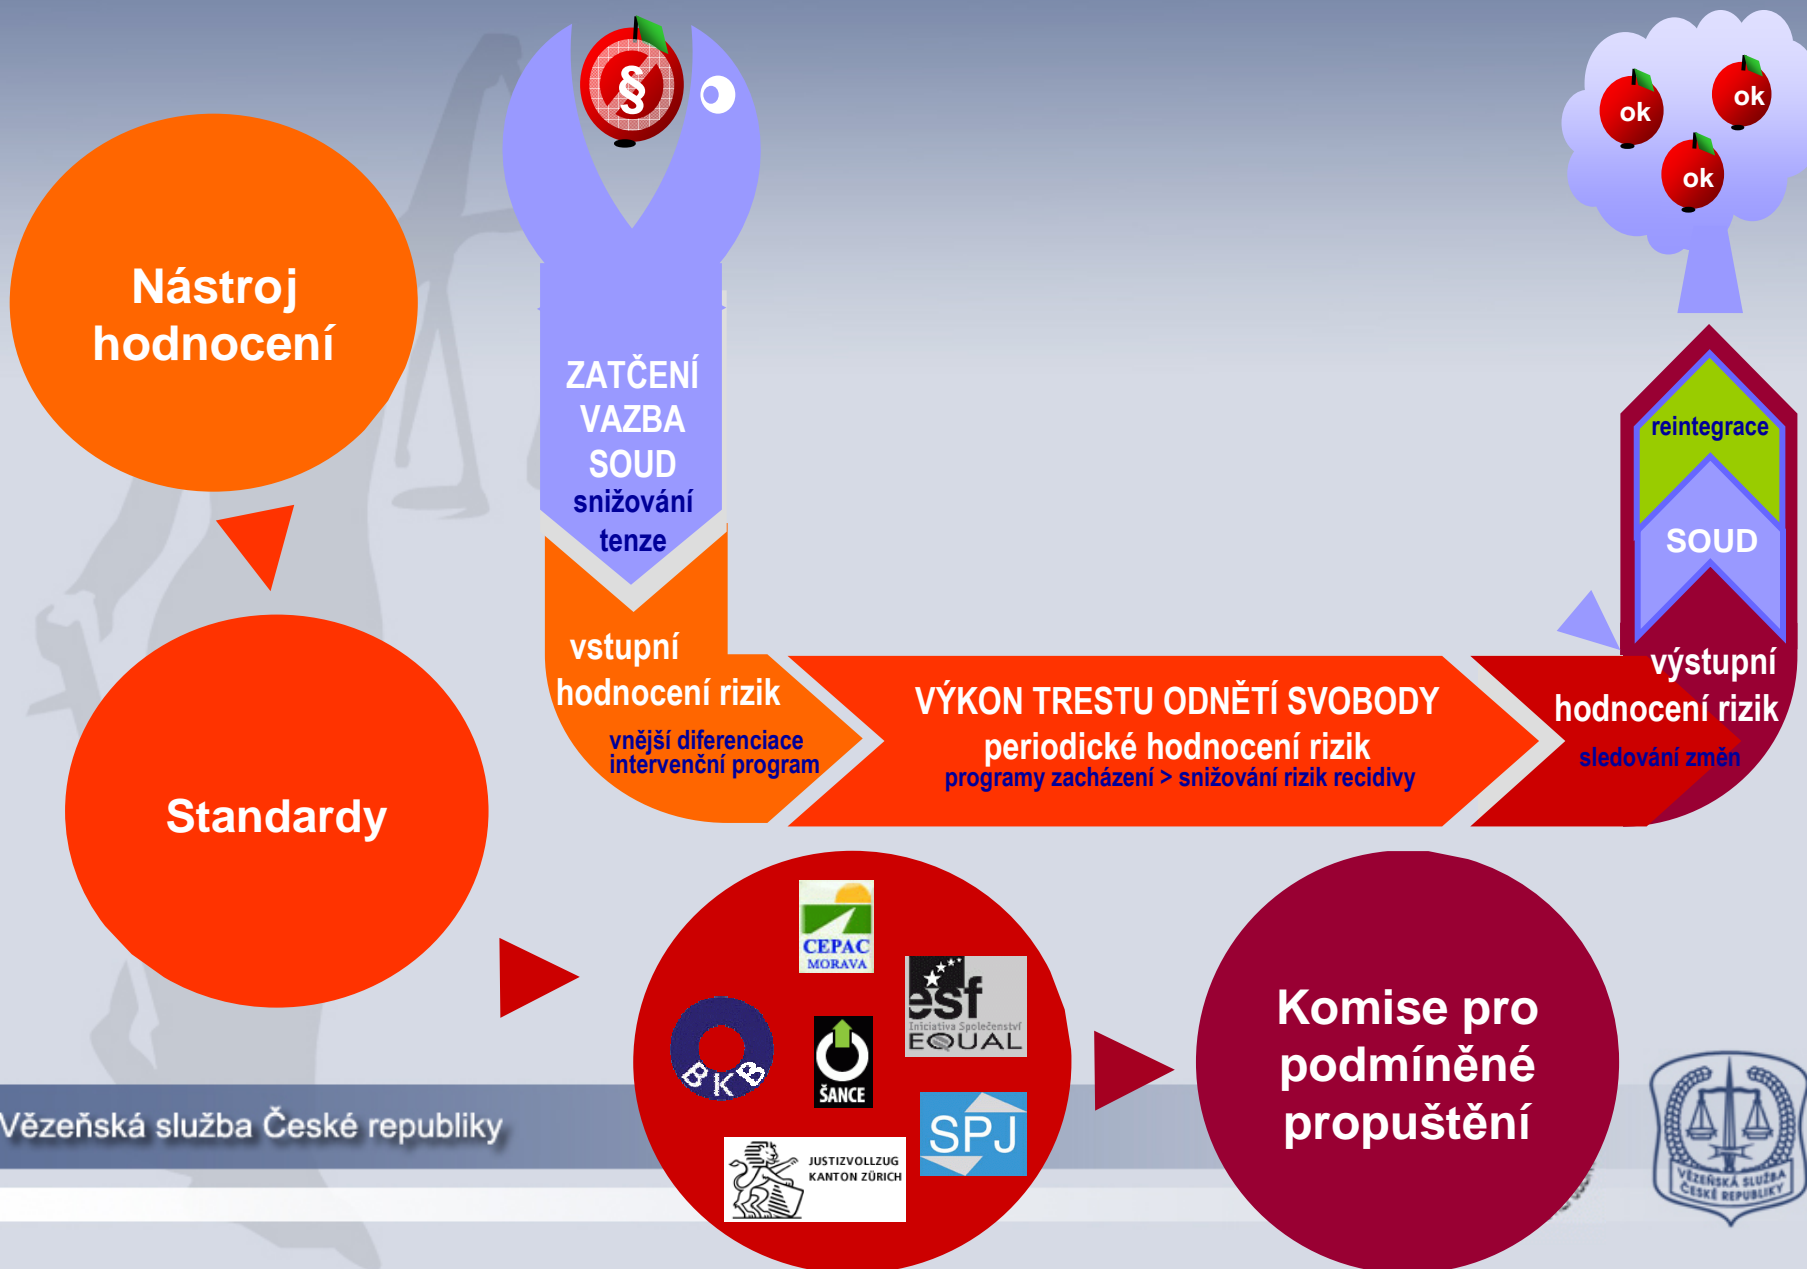 §
ok
ok
ok
Nástroj
hodnocení
ZATČENÍ
VAZBA
SOUD
snižování
tenze
reintegrace
SOUD
vstupní
hodnocení rizik
vnější diferenciace
intervenční program
VÝKON TRESTU ODNĚTÍ SVOBODY
periodické hodnocení rizik
programy zacházení > snižování rizik recidivy
výstupní
hodnocení rizik
sledování změn
Standardy
CEPAC
MORAVA
esf
Iniciativa Společenství
EQUAL
BKB
ŠANCE
SPJ
JUSTIZVOLLZUG
KANTON ZÜRICH
Komise pro
podmíněné
propuštění
Vězeňská služba České republiky
VĚZEŇSKÁ SLUŽBA
ČESKÉ REPUBLIKY